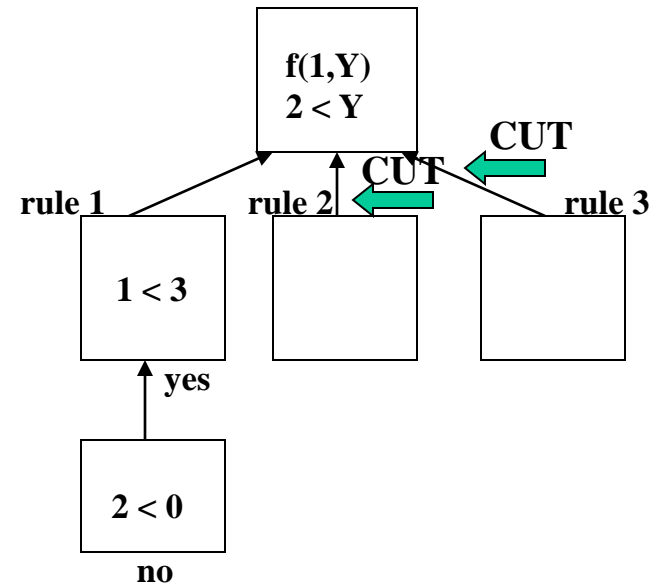 f(1,Y)
2 < Y
CUT
CUT
rule 1
rule 2
rule 3
1 < 3
yes
2 < 0
no